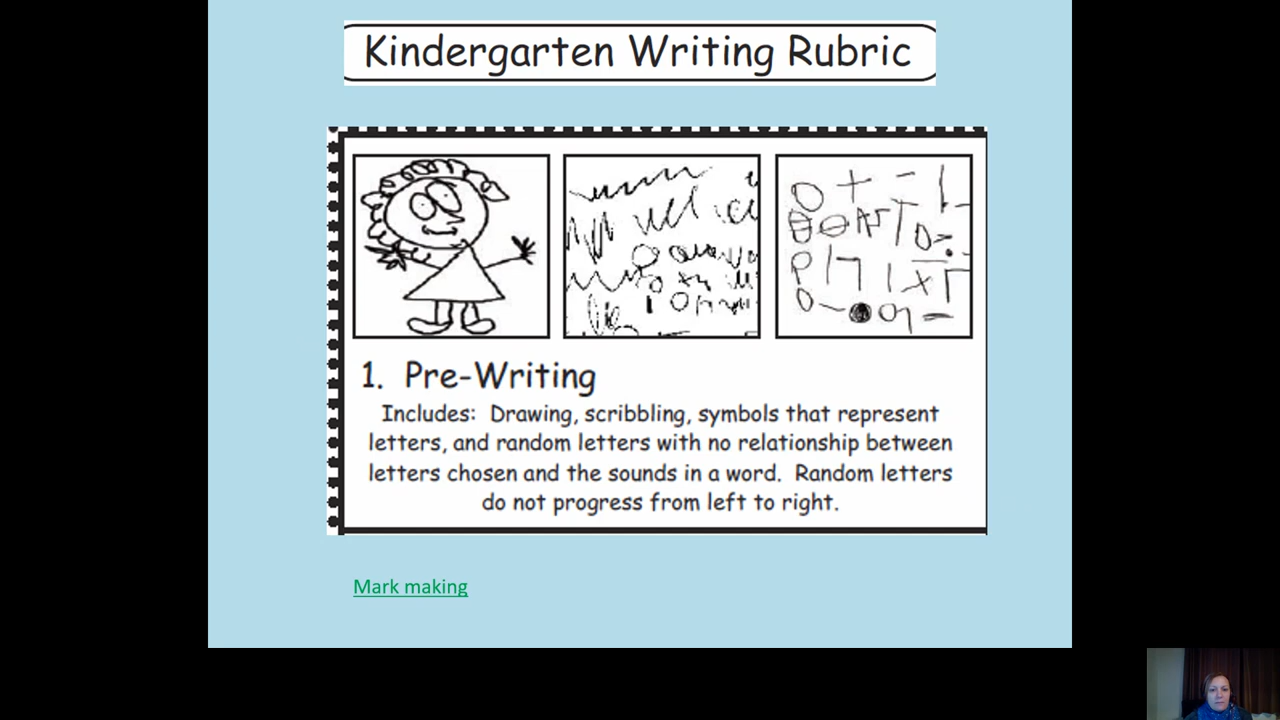 Kindergarten Writing Rubric
1. Pre-Writing
Includes: Drawing, scribbling, symbols that represent
letters, and random letters with no relationship between
letters chosen and the sounds in a word. Random letters
do not progress from left to right.
Mark making